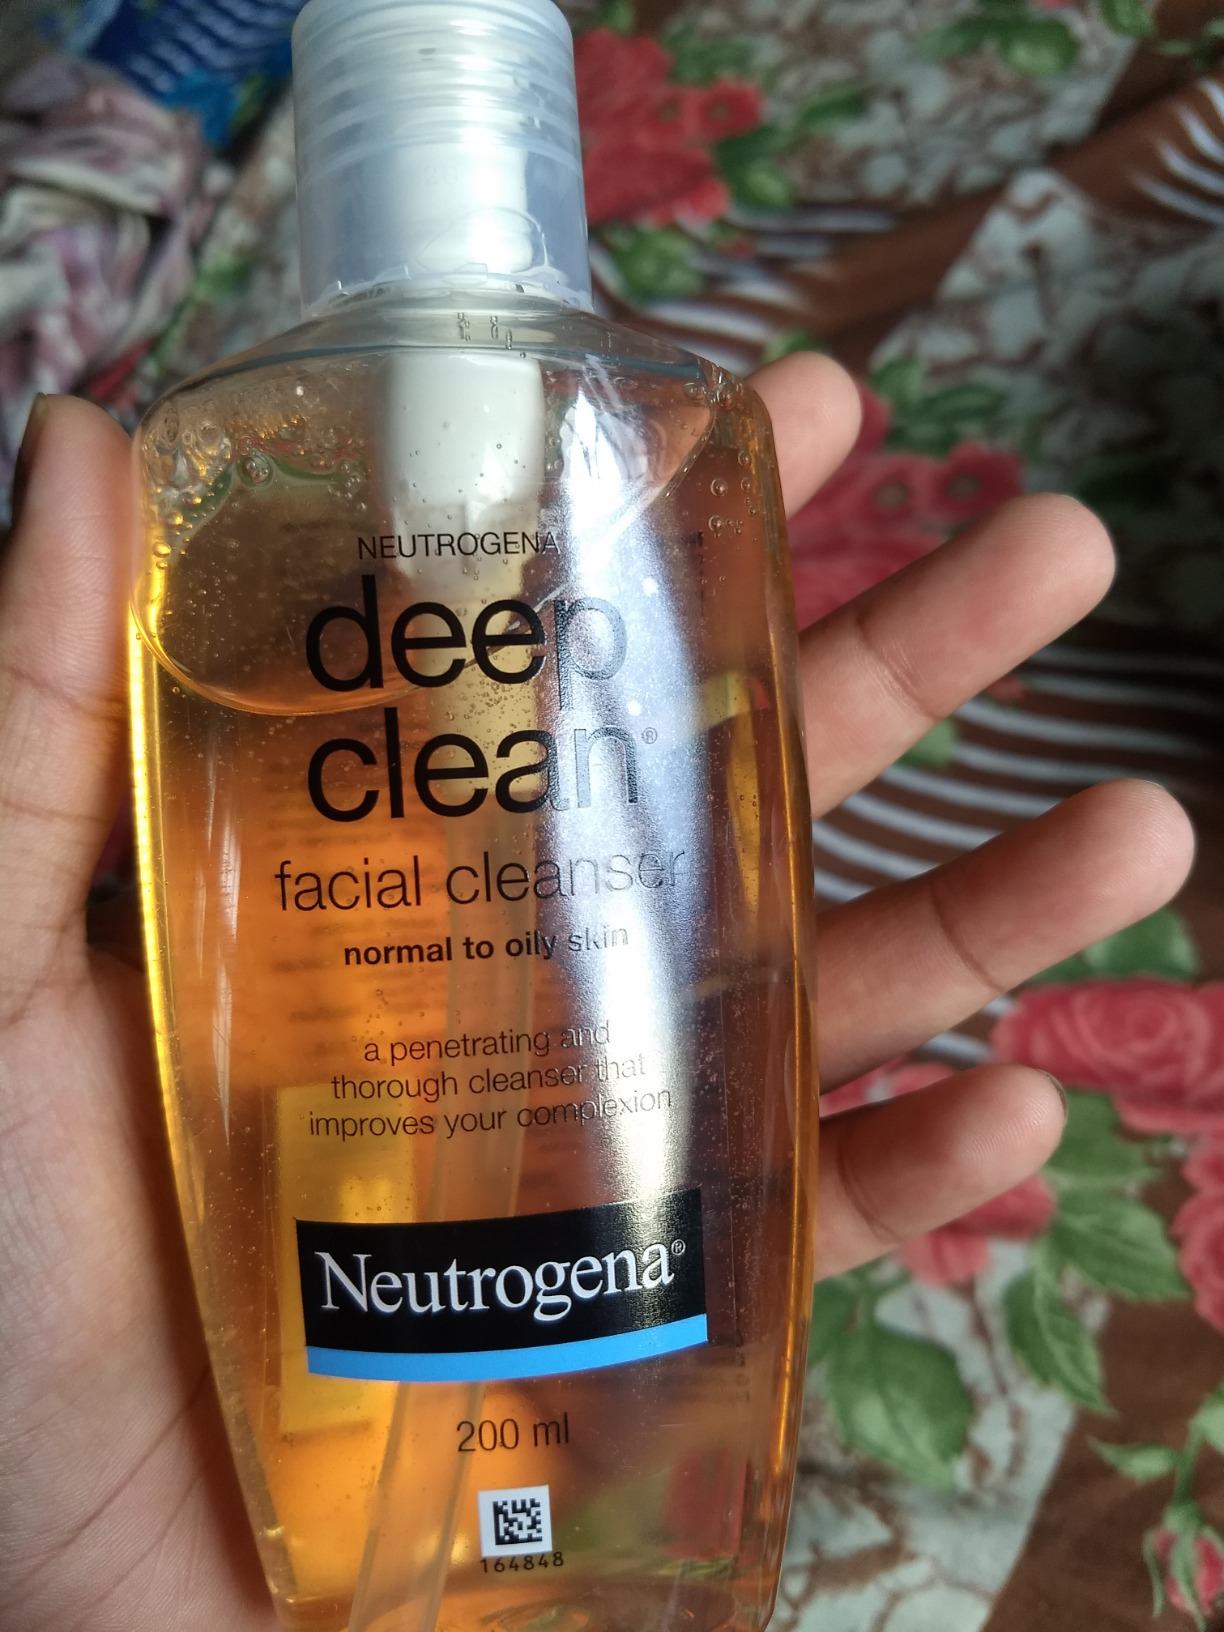 NEUTROGENA
deep
clean®
facial cleanser
normal to oily skin
a penetrating and
thorough cleanser that
improves your complexion
Neutrogena®
200 ml
164848